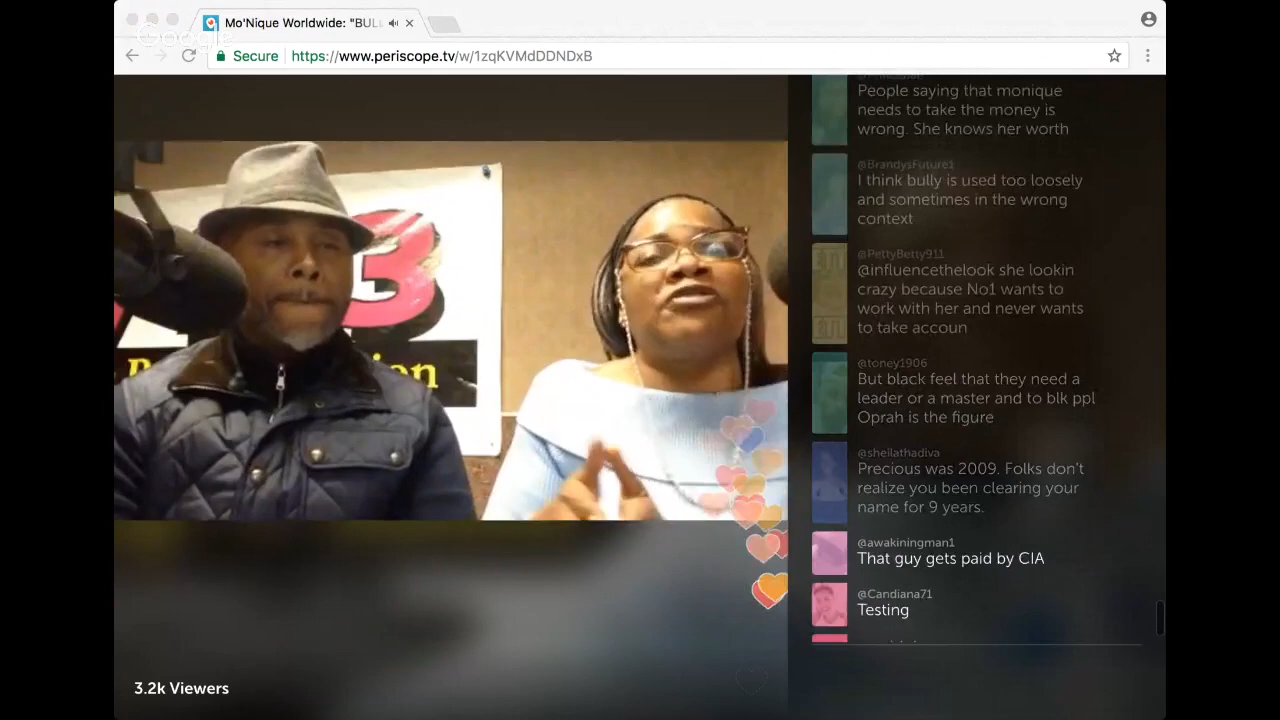 Mo'Nique Worldwide: "BULL
Google
Secure
https://www.periscope.tv/w/1zqKVMdDDNDxB
3
on
3.2k Viewers
People saying that monique
needs to take the money is
wrong. She knows her worth
@BrandysFuture1
I think bully is used too loosely
and sometimes in the wrong
context
@PettyBetty911
@influencethelook she lookin
crazy because No1 wants to
work with her and never wants
to take accoun
@toney1906
But black feel that they need a
leader or a master and to blk ppl
Oprah is the figure
@sheilathadiva
Precious was 2009. Folks don't
realize you been clearing your
name for 9 years.
@awakiningman1
That guy gets paid by CIA
@Candiana71
Testing